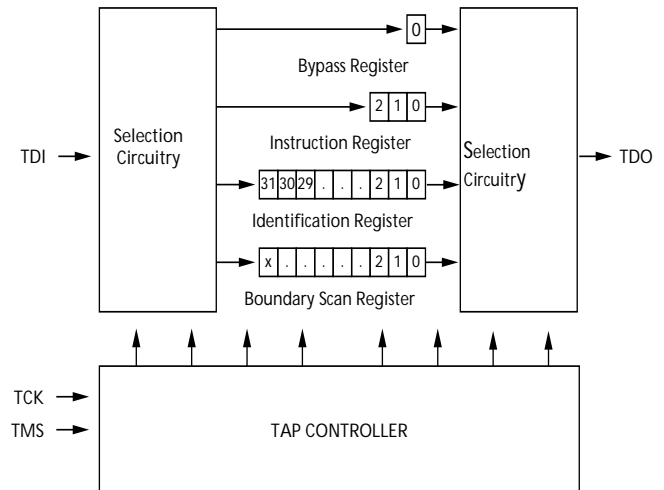 0
Bypass Register
2 1 0
Selection
Circuitry
Instruction Register
Selection
Circuitry
TDI
TDO
31 30 29 . . . 2 1 0
Identification Register
x . . . . . 2 1 0
Boundary Scan Register
TCK
TMS
TAP CONTROLLER